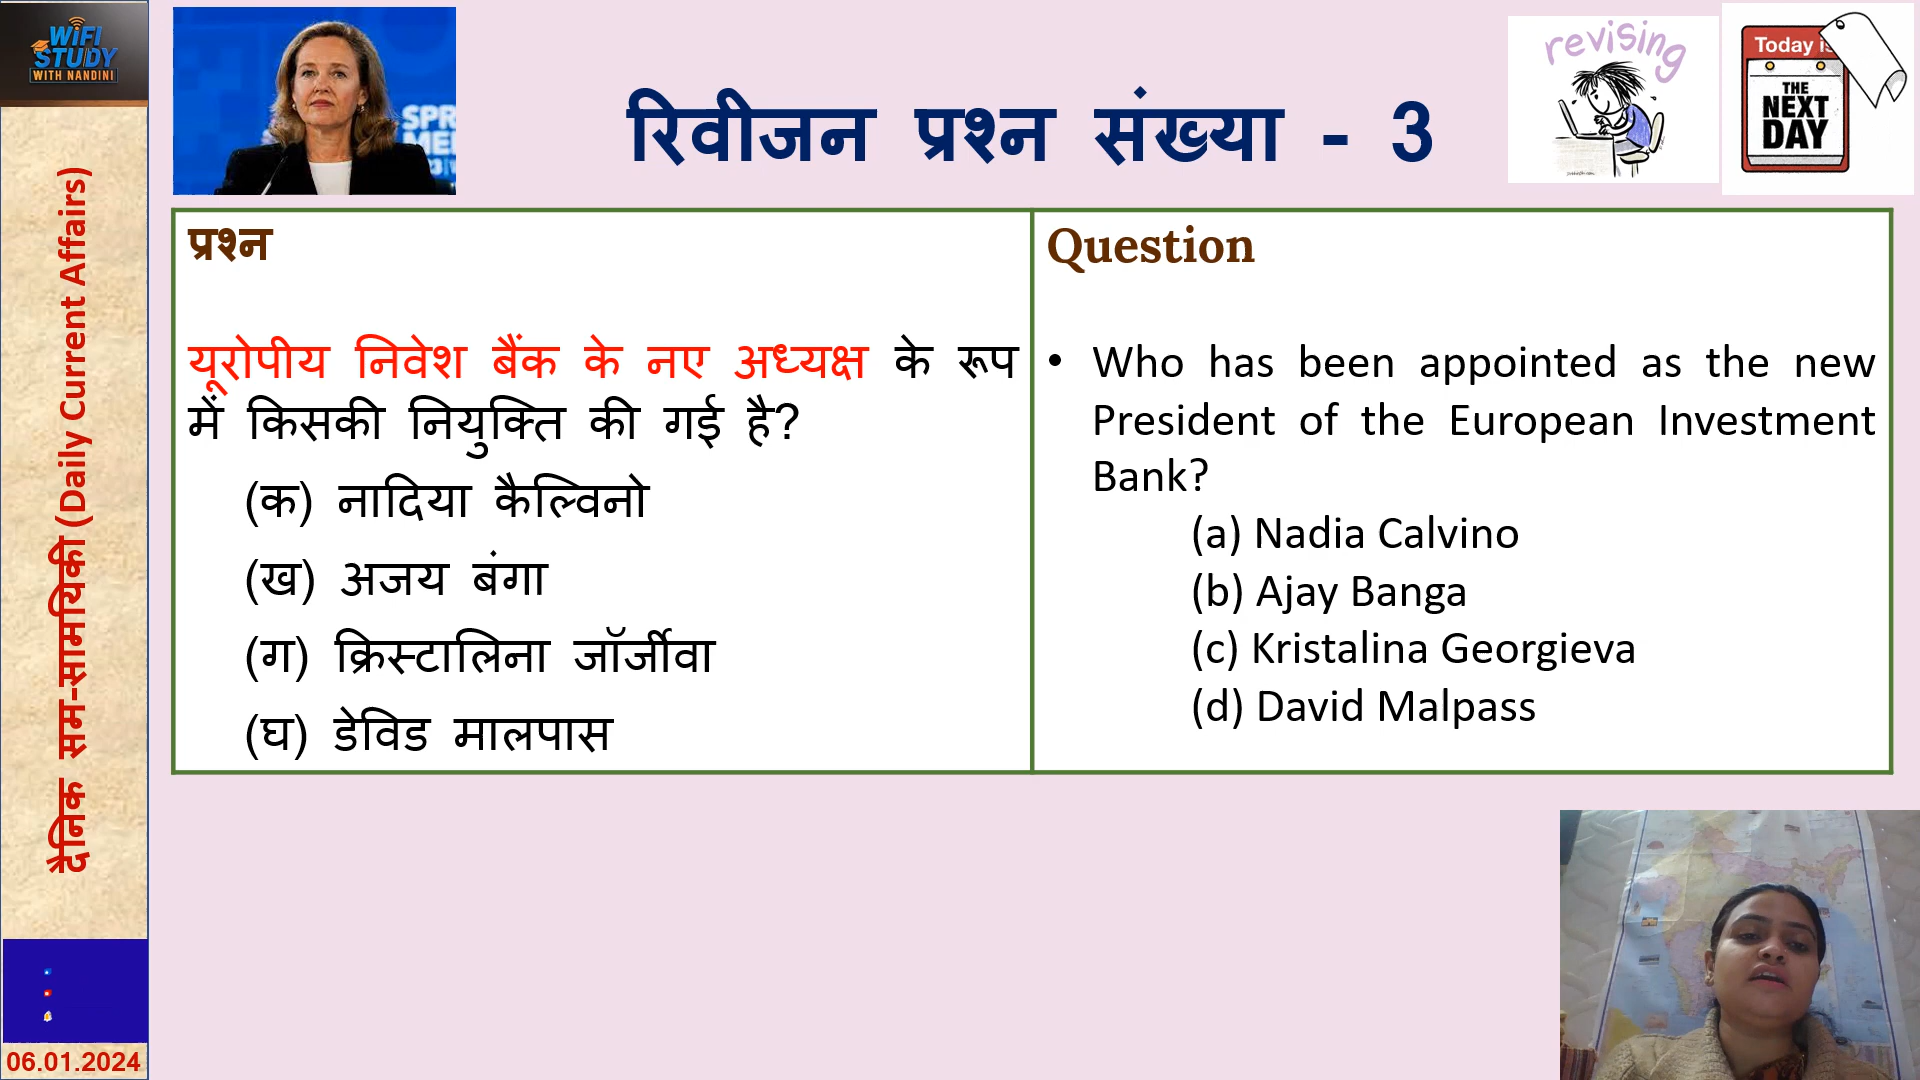 WiFi
STUDY
WITH NANDINI
दैनिक सम-सामयिकी (Daily Current Affairs)
06.01.2024
SPR
रिवीजन प्रश्न संख्या - 3
revising
Today is
THE
NEXT
DAY
प्रश्न
यूरोपीय निवेश बैंक के नए अध्यक्ष के रूप
में किसकी नियुक्ति की गई है?
(क) नादिया कैल्विनो
(ख) अजय बंगा
(ग) क्रिस्टालिना जॉर्जीवा
(घ) डेविड मालपास
Question
• Who has been appointed as the new
President of the European Investment
Bank?
(a) Nadia Calvino
(b) Ajay Banga
(c) Kristalina Georgieva
(d) David Malpass